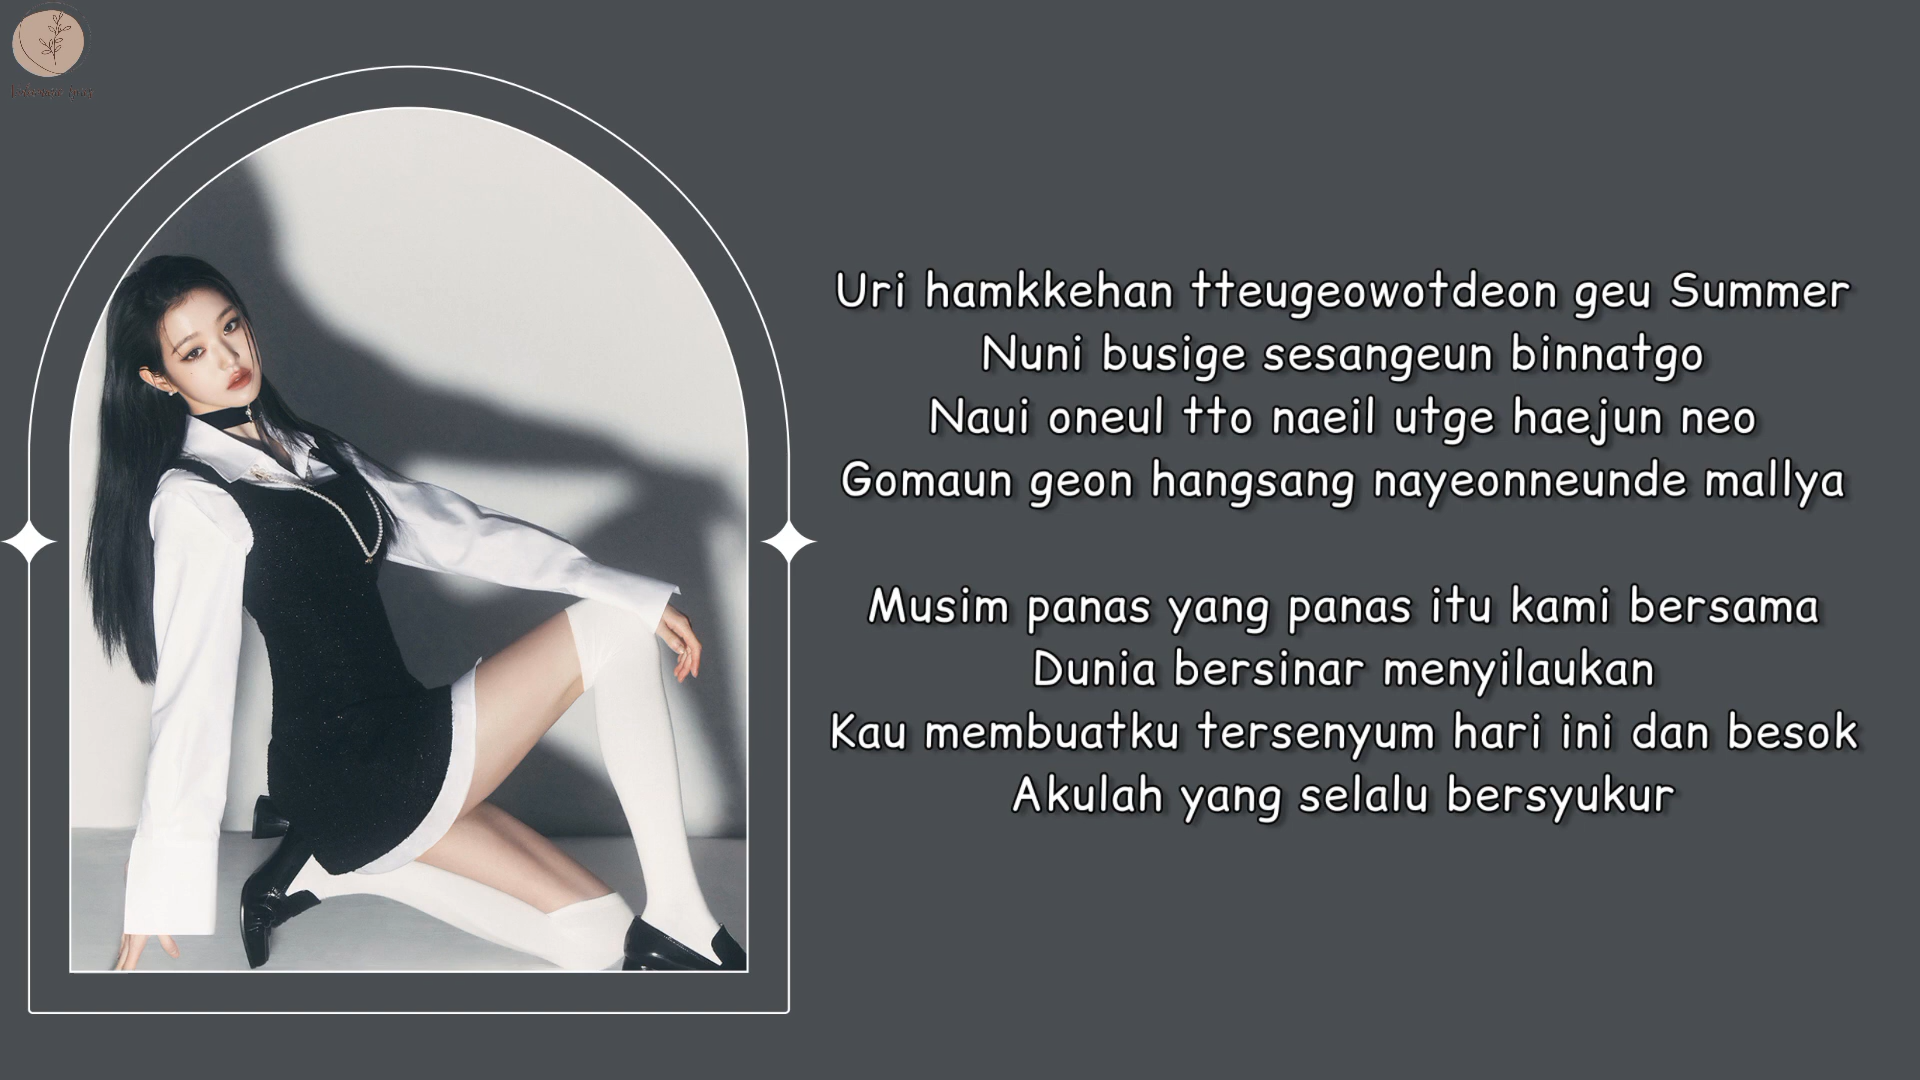 Uri hamkkehan tteugeowotdeon geu Summer
Nuni busige sesangeun binnatgo
Naui oneul tto naeil utge haejun neo
Gomaun geon hangsang nayeonneunde mallya
Musim panas yang panas itu kami bersama
Dunia bersinar menyilaukan
Kau membuatku tersenyum hari ini dan besok
Akulah yang selalu bersyukur